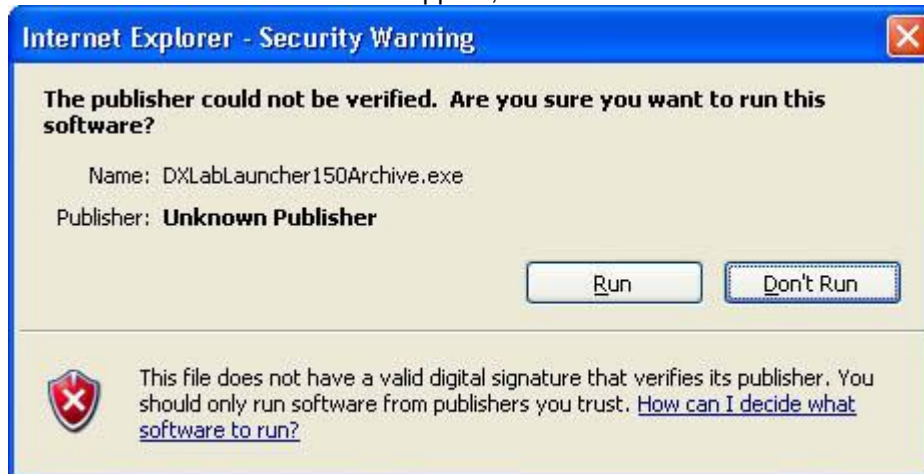 Internet Explorer - Security Warning
The publisher could not be verified. Are you sure you want to run this
software?
Name: DXLabLauncher150Archive.exe
Publisher: Unknown Publisher
Run
Don't Run
This file does not have a valid digital signature that verifies its publisher. You
should only run software from publishers you trust. How can I decide what
software to run?